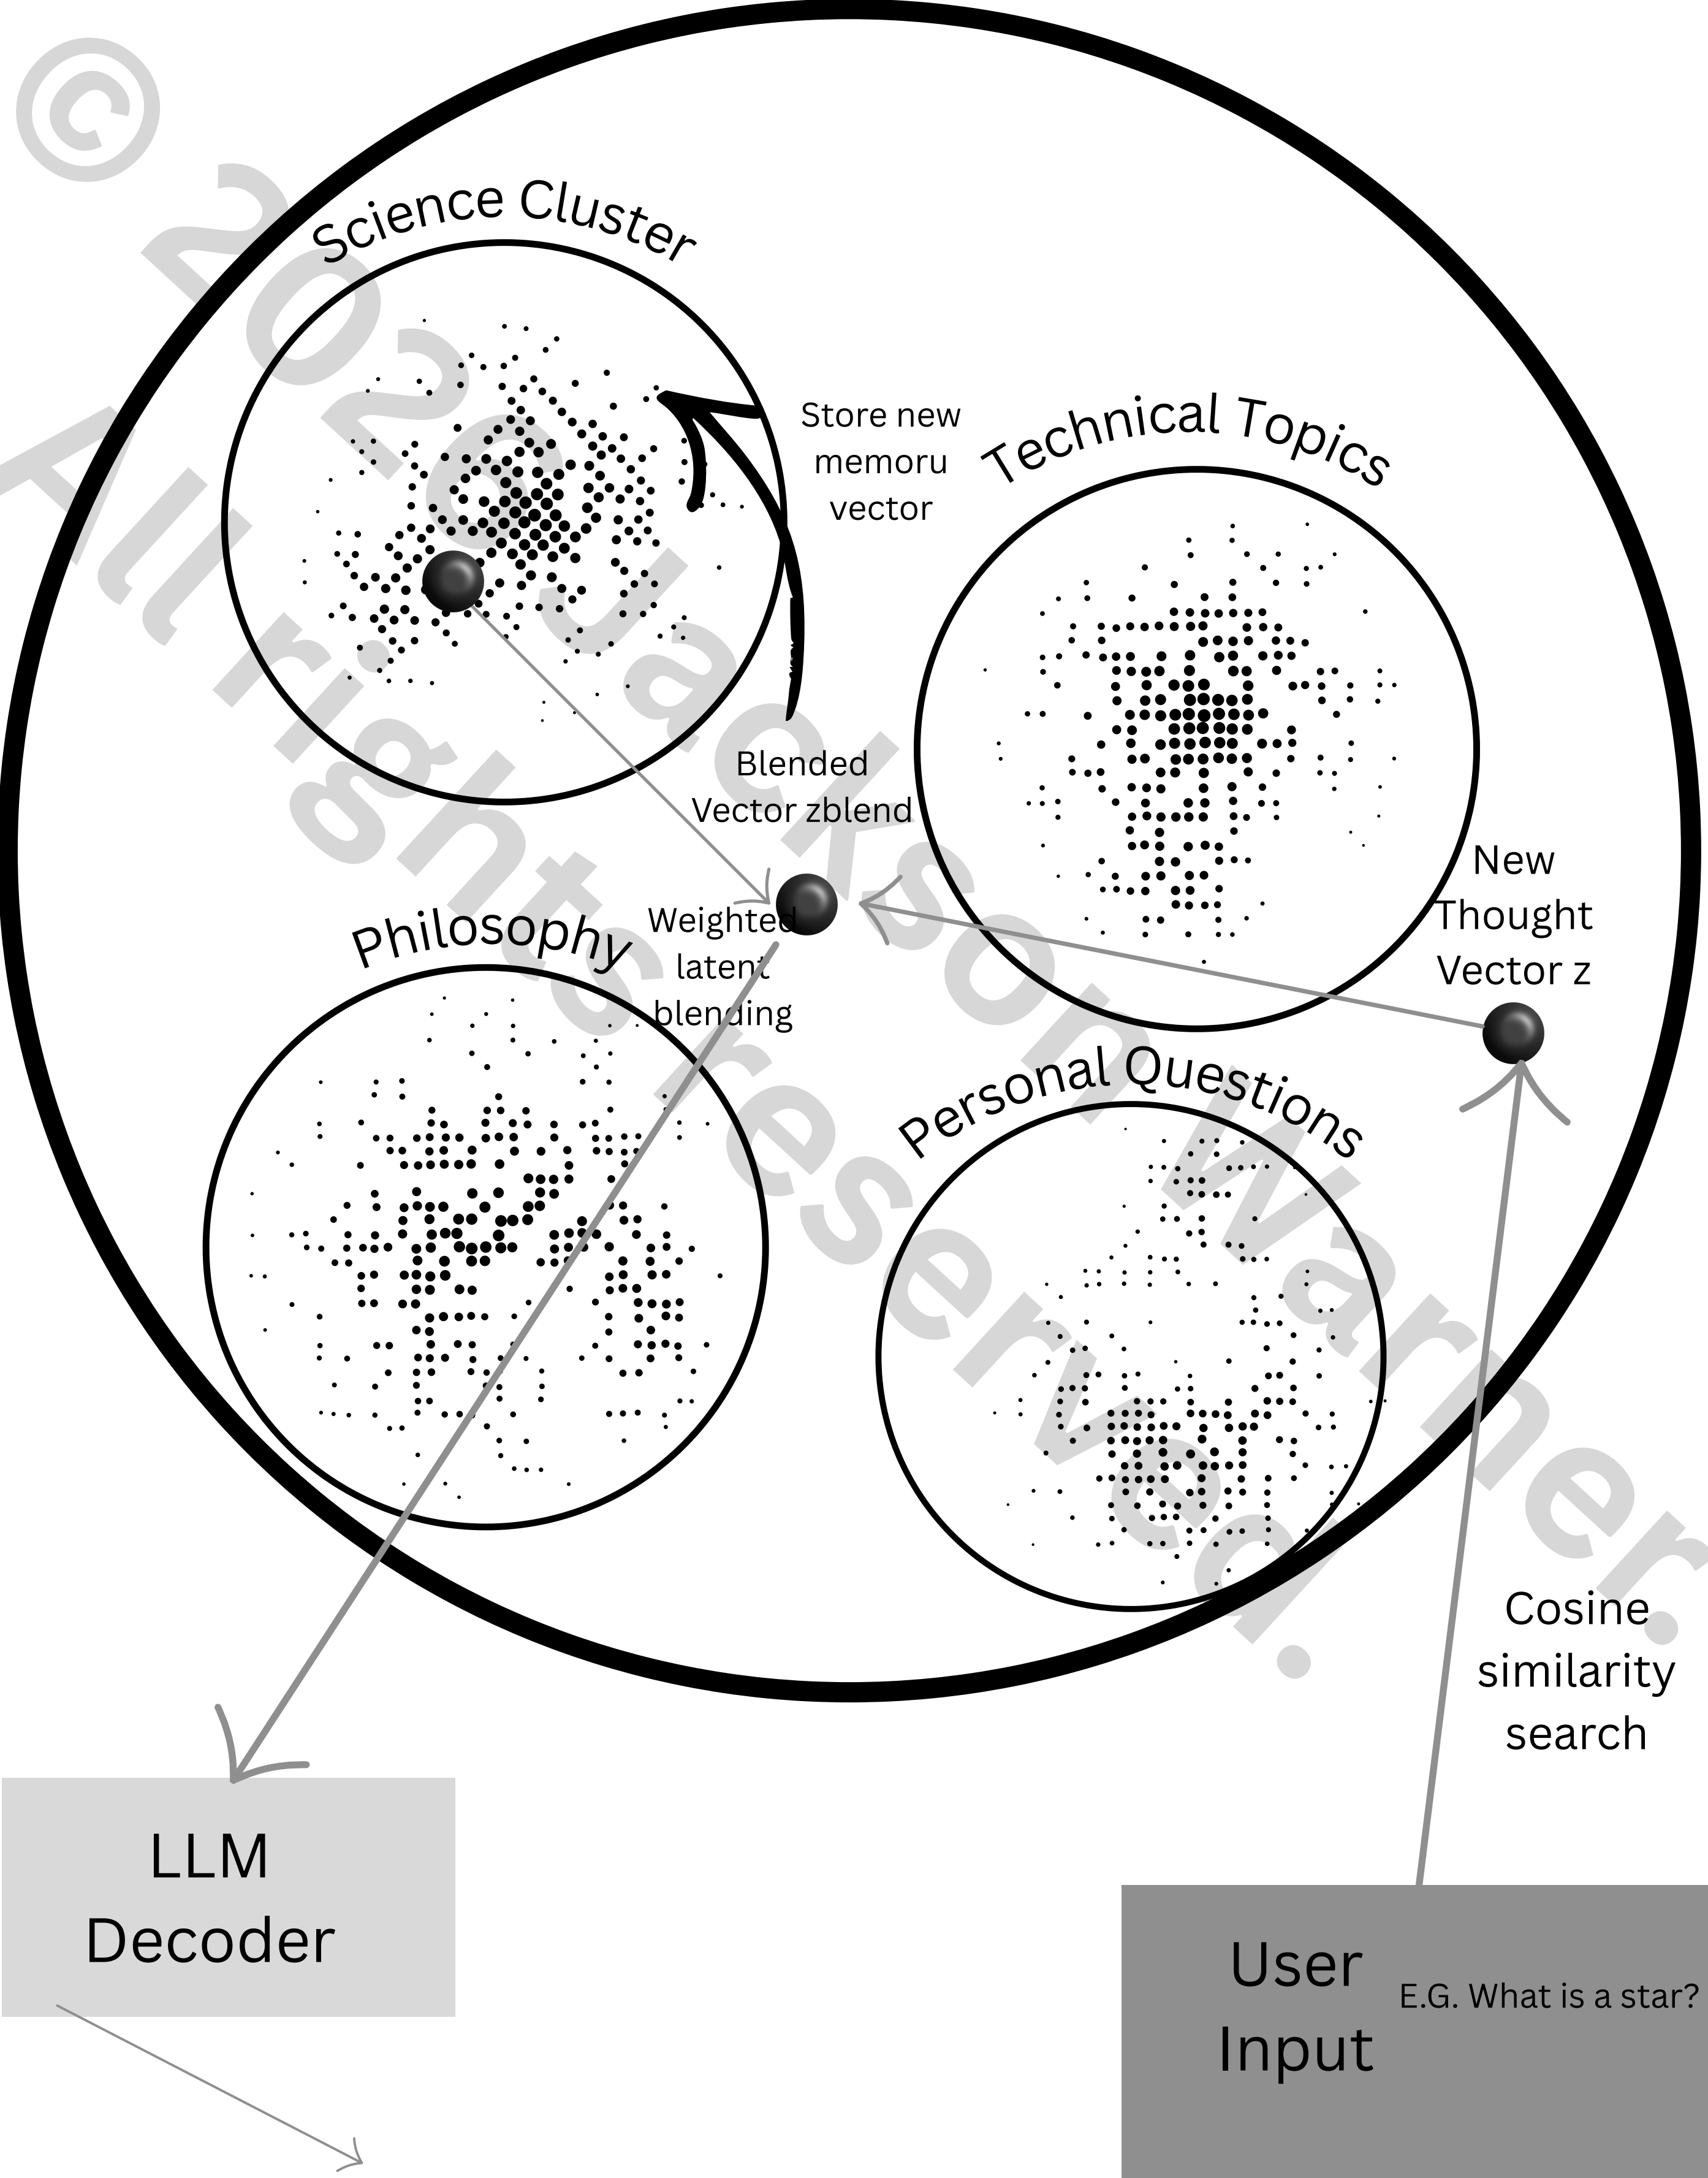 © 2026 Jackson Warner.
All rights reserved.
Science Cluster
Store new
memoru
vector
Technical Topics
Blended
Vector zblend
New
Thought
Vector z
Weighted
latent
blending
Philosophy
Personal Questions
Cosine
similarity
search
LLM
Decoder
User
Input
E.G. What is a star?